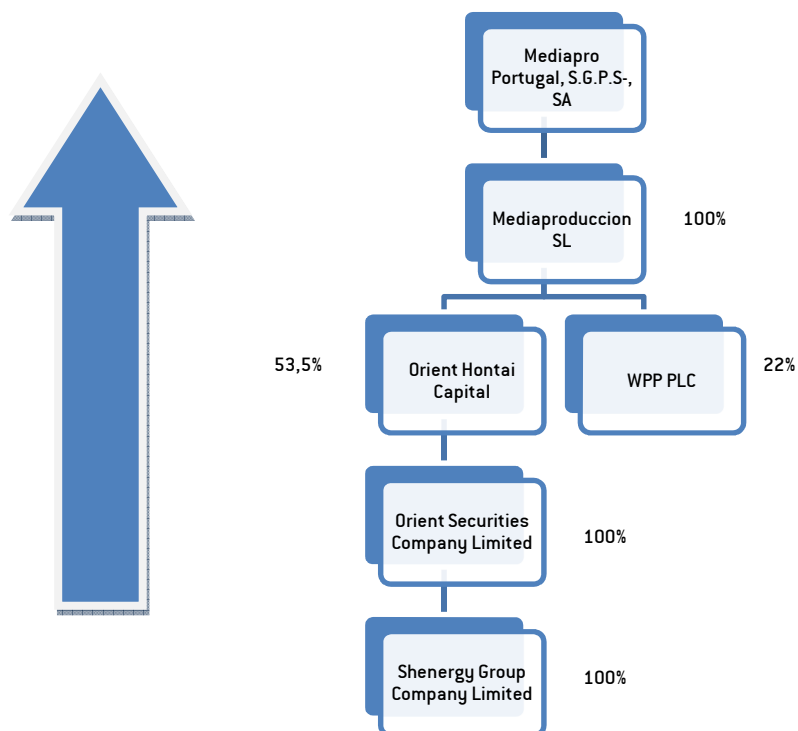 Mediapro
Portugal, S.G.P.S-,
SA
Mediaproduccion
SL
100%
53,5%
Orient Hontai
Capital
WPP PLC
22%
Orient Securities
Company Limited
100%
Shenergy Group
Company Limited
100%